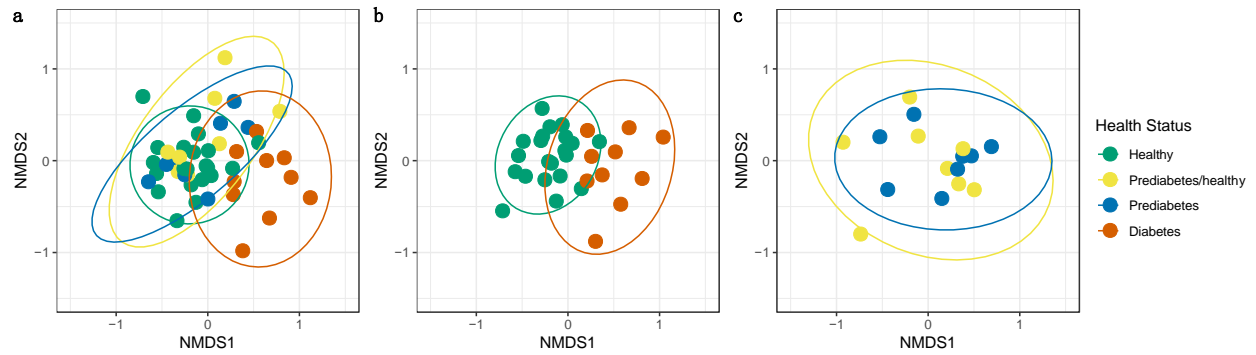 a
b
c
NMDS2
1
0
−1
−1
0
1
NMDS1
NMDS2
1
0
−1
−1
0
1
NMDS1
NMDS2
1
0
−1
−1
0
1
NMDS1
Health Status
Healthy
Prediabetes/healthy
Prediabetes
Diabetes